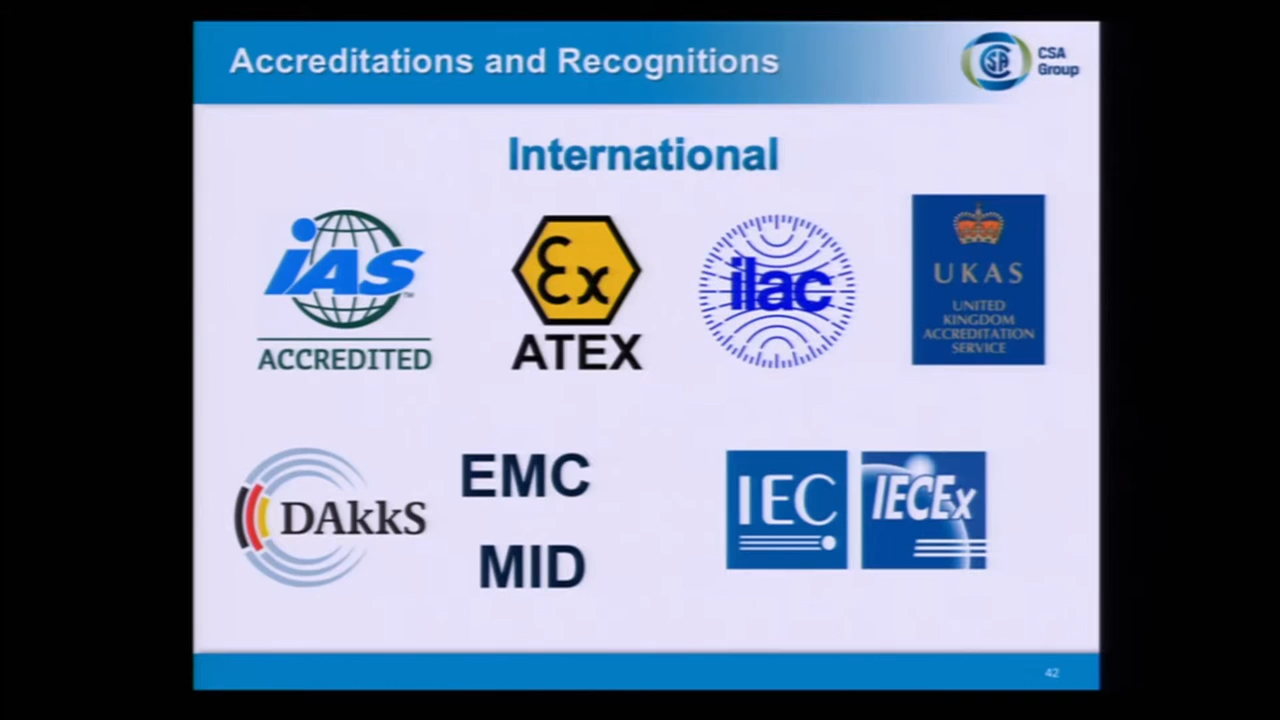 Accreditations and Recognitions
CSA
Group
International
iAS™
ACCREDITED
Ex
ATEX
ilac
UKAS
UNITED
KINGDOM
ACCREDITATION
SERVICE
DAkkS
EMC
MID
IEC
IECEx
42